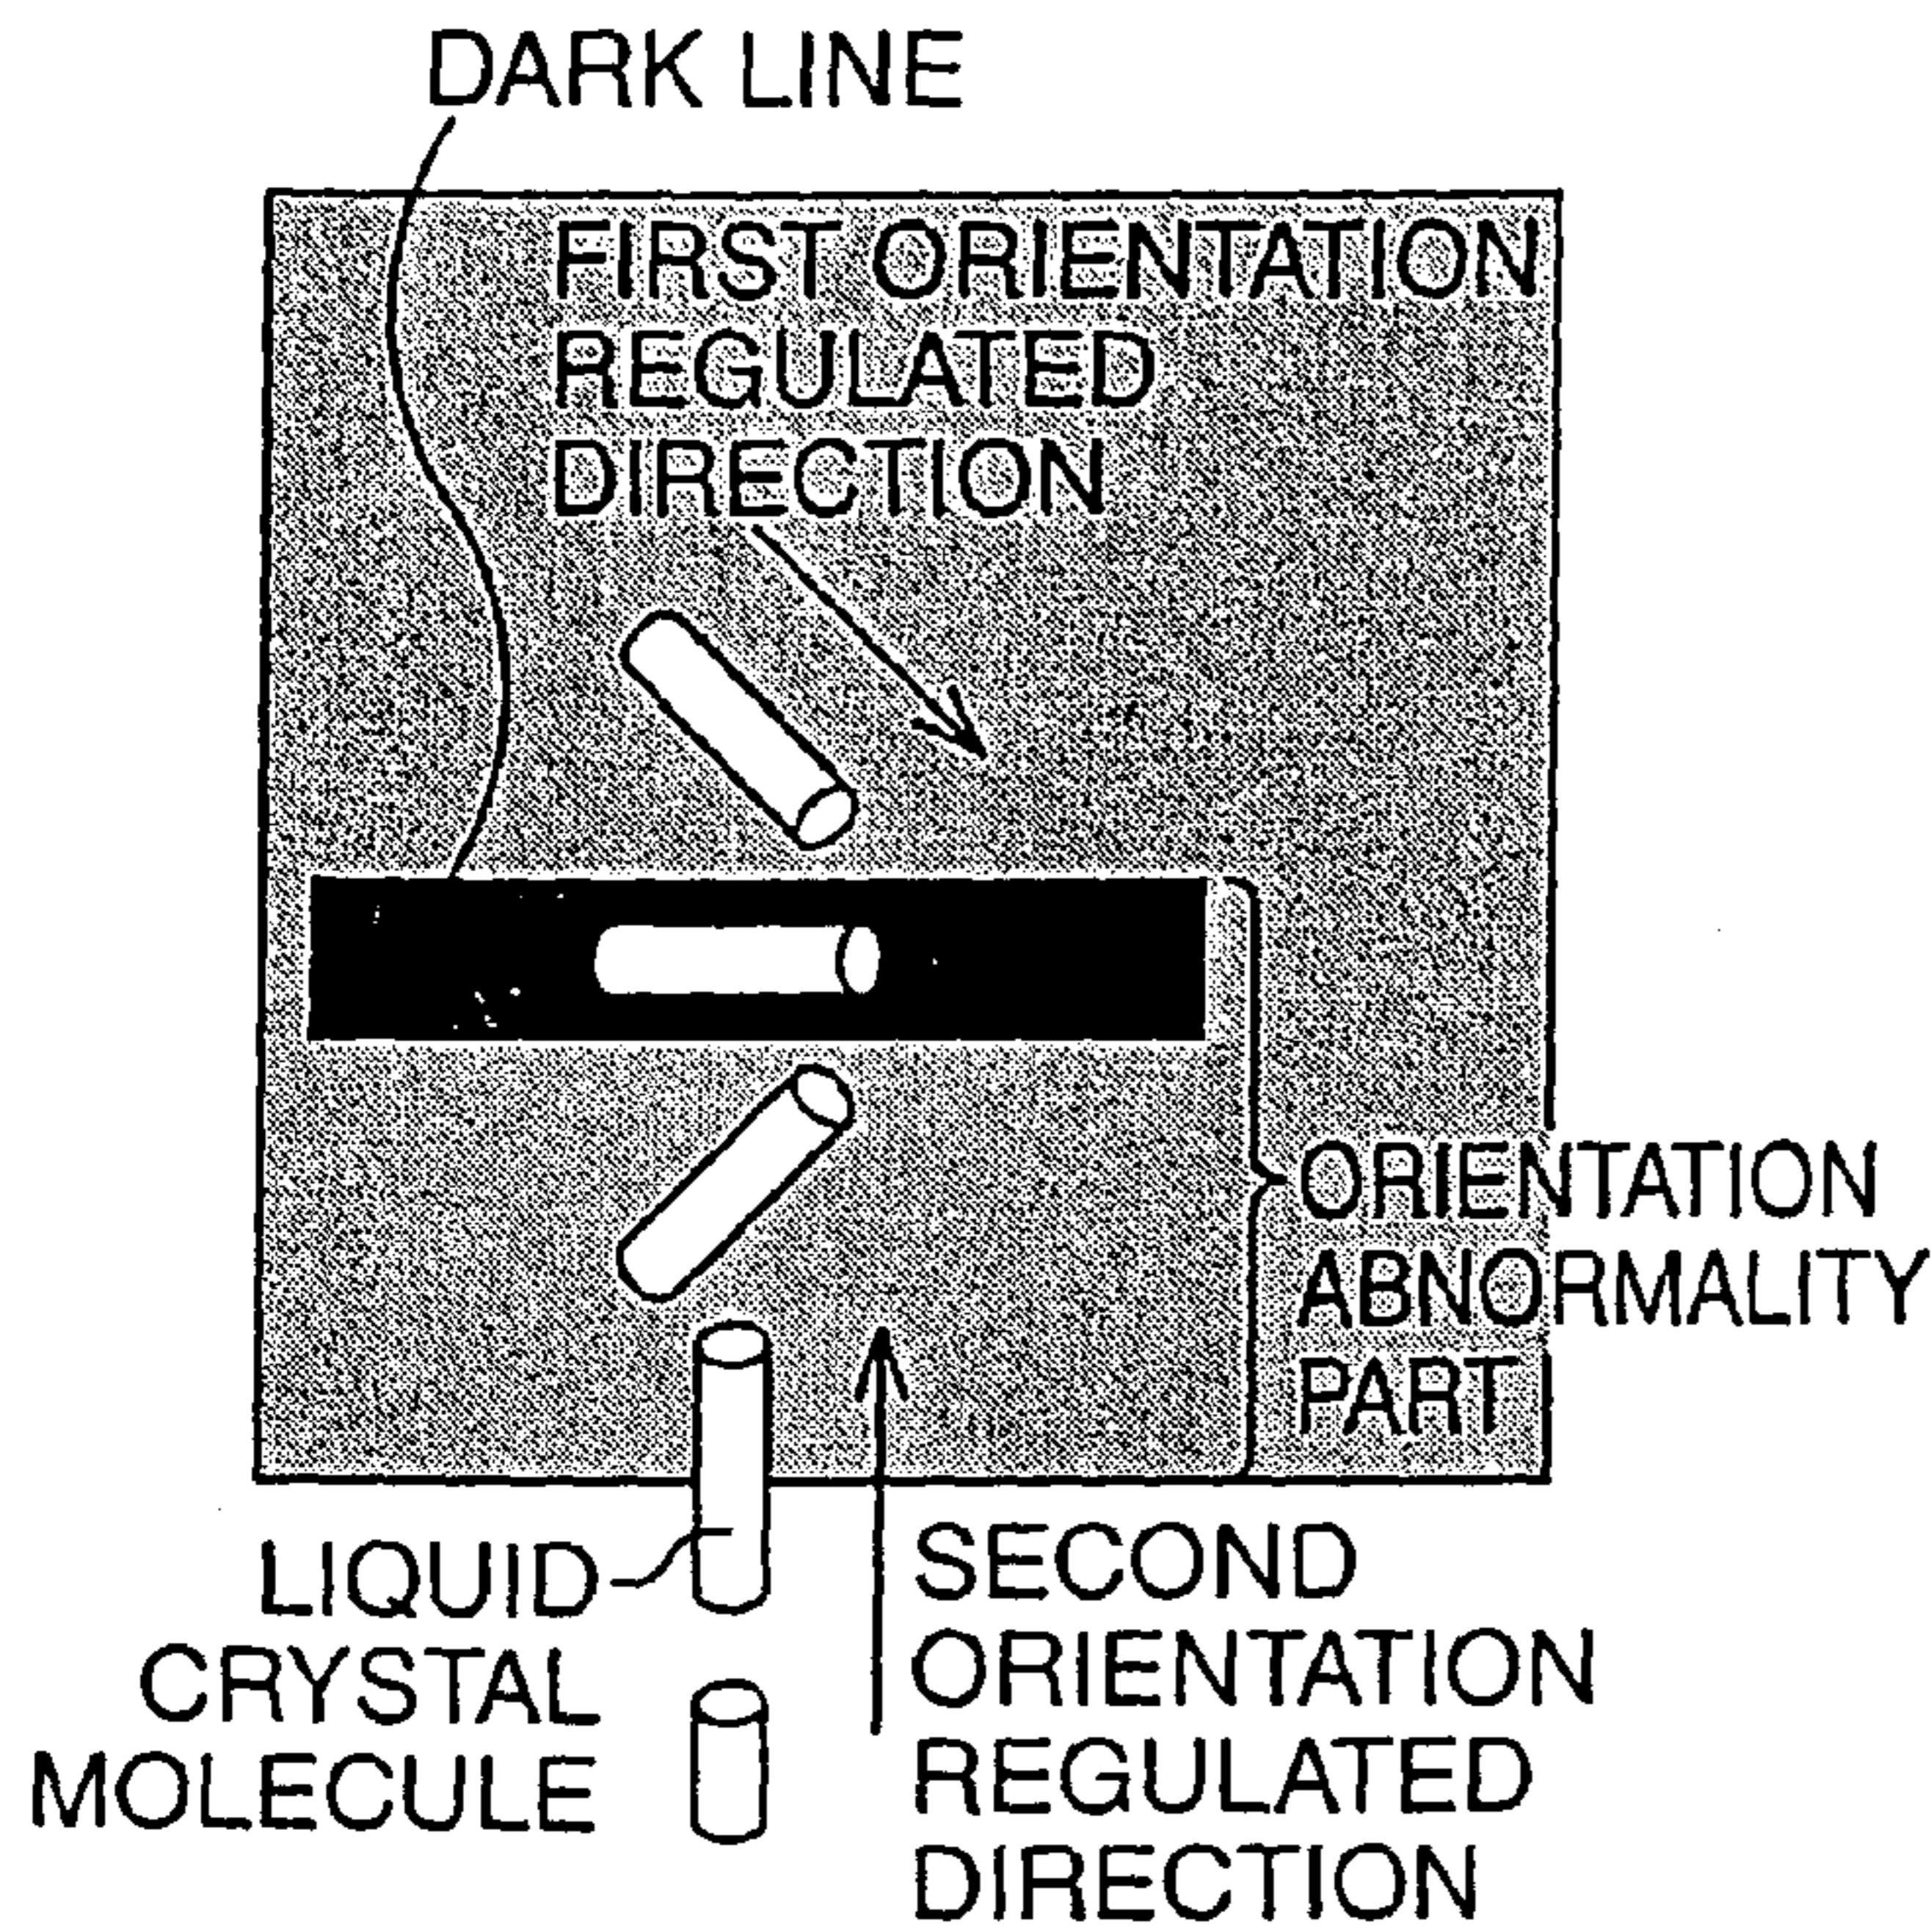 DARK LINE
FIRST ORIENTATION
REGULATED
DIRECTION
ORIENTATION
ABNORMALITY
PART
LIQUID
CRYSTAL
MOLECULE
SECOND
ORIENTATION
REGULATED
DIRECTION